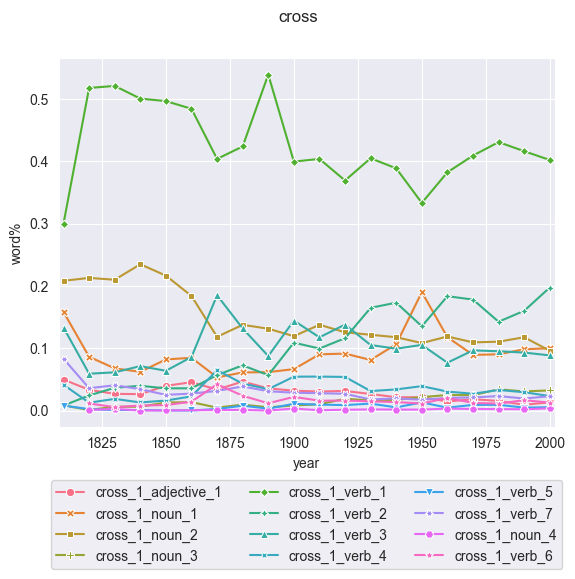 cross
0.5
0.4
0.3
0.2
0.1
0.0
word%
1825 1850 1875 1900 1925 1950 1975 2000
year
cross_1_adjective_1 cross_1_verb_1 cross_1_verb_5
cross_1_noun_1 cross_1_verb_2 cross_1_verb_7
cross_1_noun_2 cross_1_verb_3 cross_1_noun_4
cross_1_noun_3 cross_1_verb_4 cross_1_verb_6